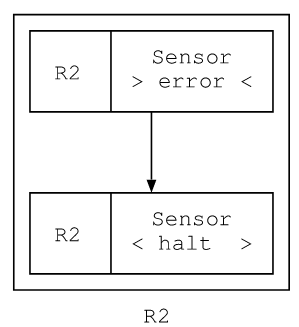 R2
Sensor
> error <
R2
Sensor
< halt >
R2